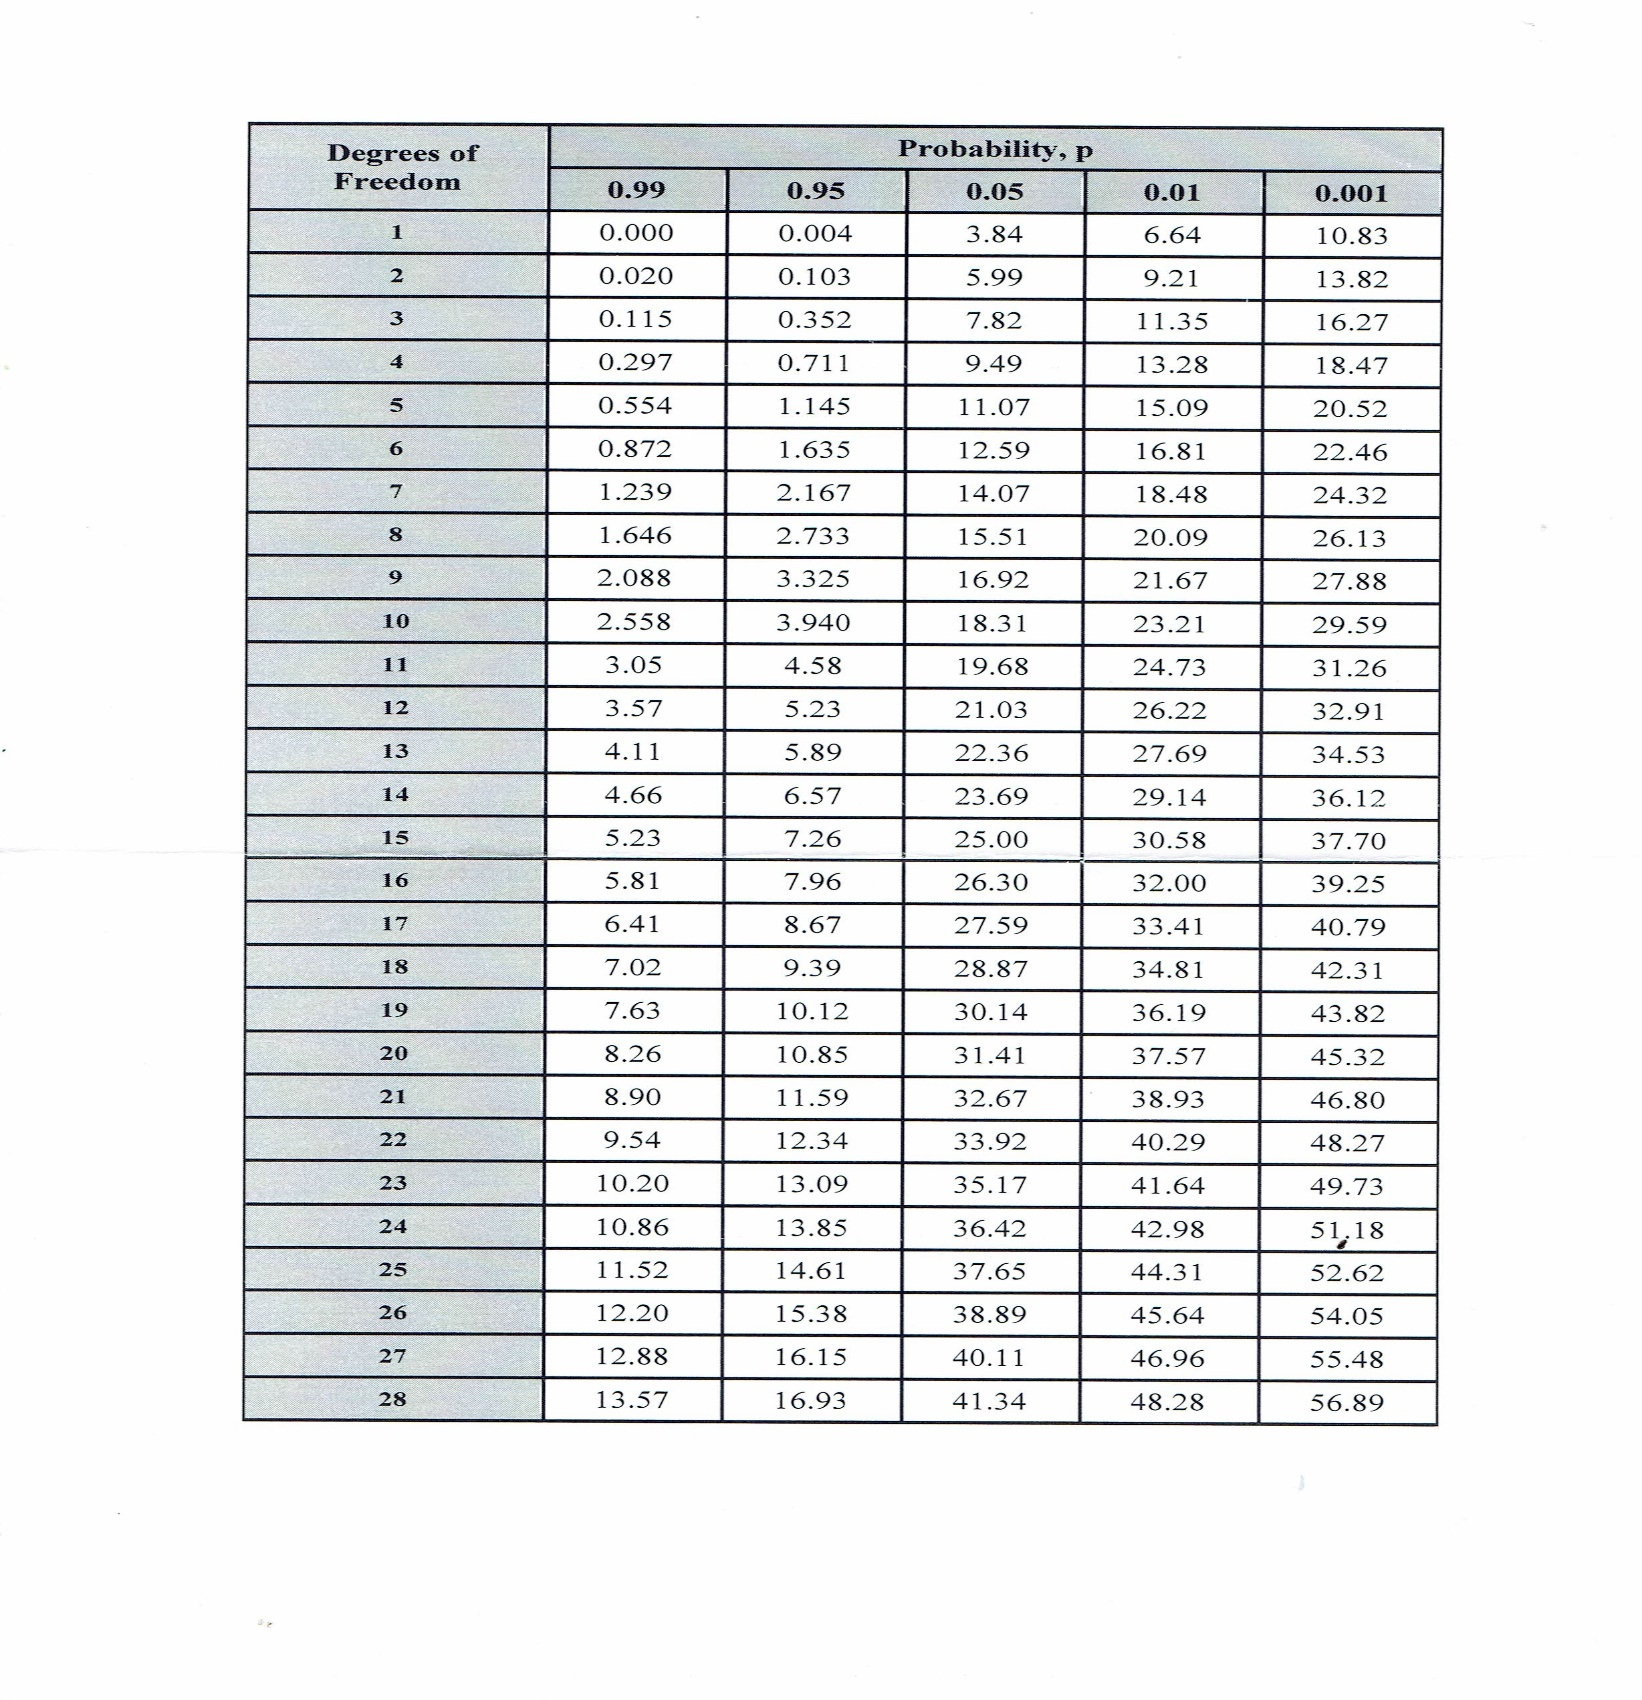 Degrees of Freedom Probability, p
0.99 0.95 0.05 0.01 0.001
1 0.000 0.004 3.84 6.64 10.83
2 0.020 0.103 5.99 9.21 13.82
3 0.115 0.352 7.82 11.35 16.27
4 0.297 0.711 9.49 13.28 18.47
5 0.554 1.145 11.07 15.09 20.52
6 0.872 1.635 12.59 16.81 22.46
7 1.239 2.167 14.07 18.48 24.32
8 1.646 2.733 15.51 20.09 26.13
9 2.088 3.325 16.92 21.67 27.88
10 2.558 3.940 18.31 23.21 29.59
11 3.05 4.58 19.68 24.73 31.26
12 3.57 5.23 21.03 26.22 32.91
13 4.11 5.89 22.36 27.69 34.53
14 4.66 6.57 23.69 29.14 36.12
15 5.23 7.26 25.00 30.58 37.70
16 5.81 7.96 26.30 32.00 39.25
17 6.41 8.67 27.59 33.41 40.79
18 7.02 9.39 28.87 34.81 42.31
19 7.63 10.12 30.14 36.19 43.82
20 8.26 10.85 31.41 37.57 45.32
21 8.90 11.59 32.67 38.93 46.80
22 9.54 12.34 33.92 40.29 48.27
23 10.20 13.09 35.17 41.64 49.73
24 10.86 13.85 36.42 42.98 51.18
25 11.52 14.61 37.65 44.31 52.62
26 12.20 15.38 38.89 45.64 54.05
27 12.88 16.15 40.11 46.96 55.48
28 13.57 16.93 41.34 48.28 56.89